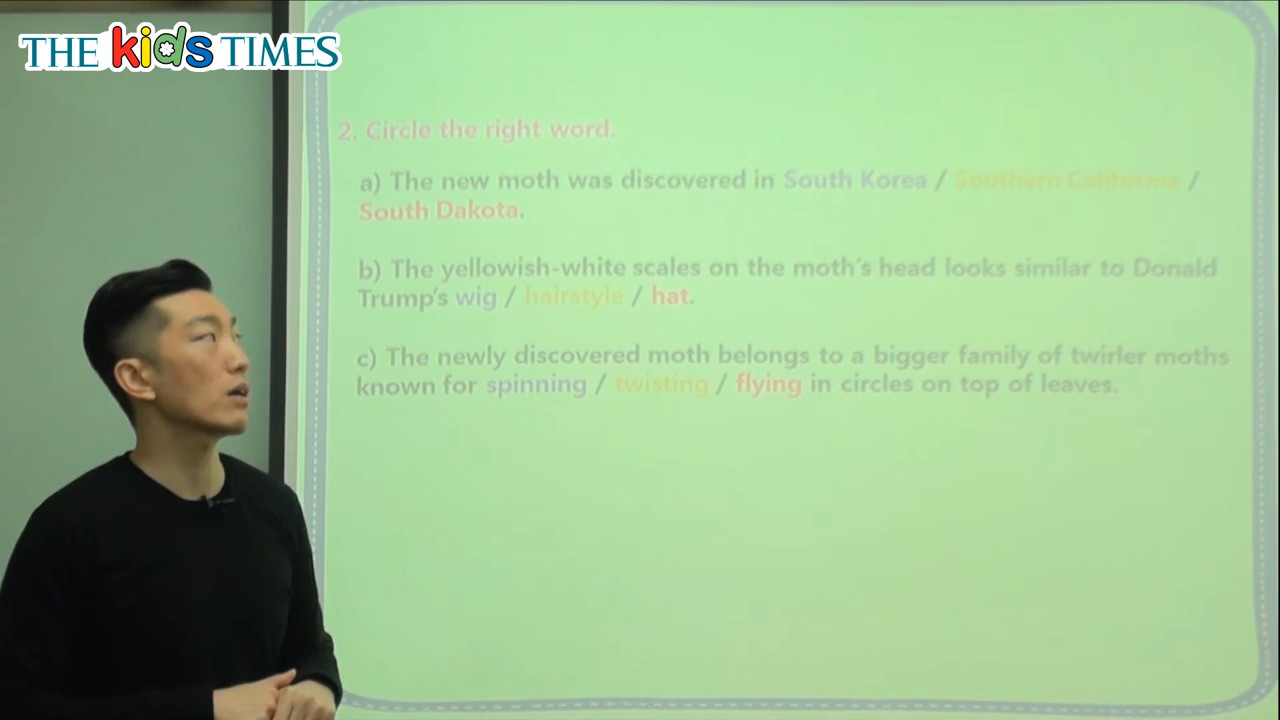 THE kids TIMES
2. Circle the right word.
a) The new moth was discovered in South Korea / Southern California /
South Dakota.
b) The yellowish-white scales on the moth's head looks similar to Donald
Trump's wig / hairstyle / hat.
c) The newly discovered moth belongs to a bigger family of twirler moths
known for spinning / twisting / flying in circles on top of leaves.